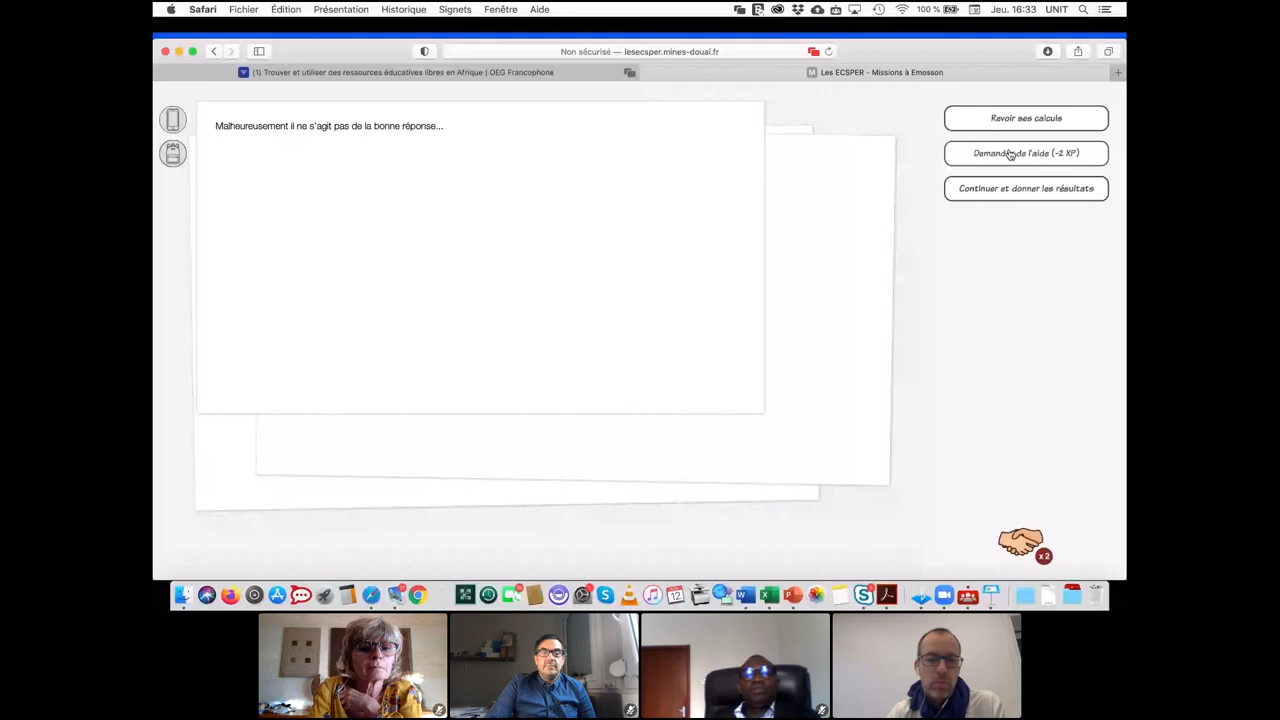 Safari Fichier Édition Présentation Historique Signets Fenêtre Aide 100 % Jeu. 16:33 UNIT
Non sécurisé — lesecsper.mines-douai.fr
(1) Trouver et utiliser des ressources éducatives libres en Afrique | OEG Francophone
M Les ECSPER - Missions à Emosson
Malheureusement il ne s'agit pas de la bonne réponse...
Revoir ses calculs
Demander de l'aide (-2 XP)
Continuer et donner les résultats
x2